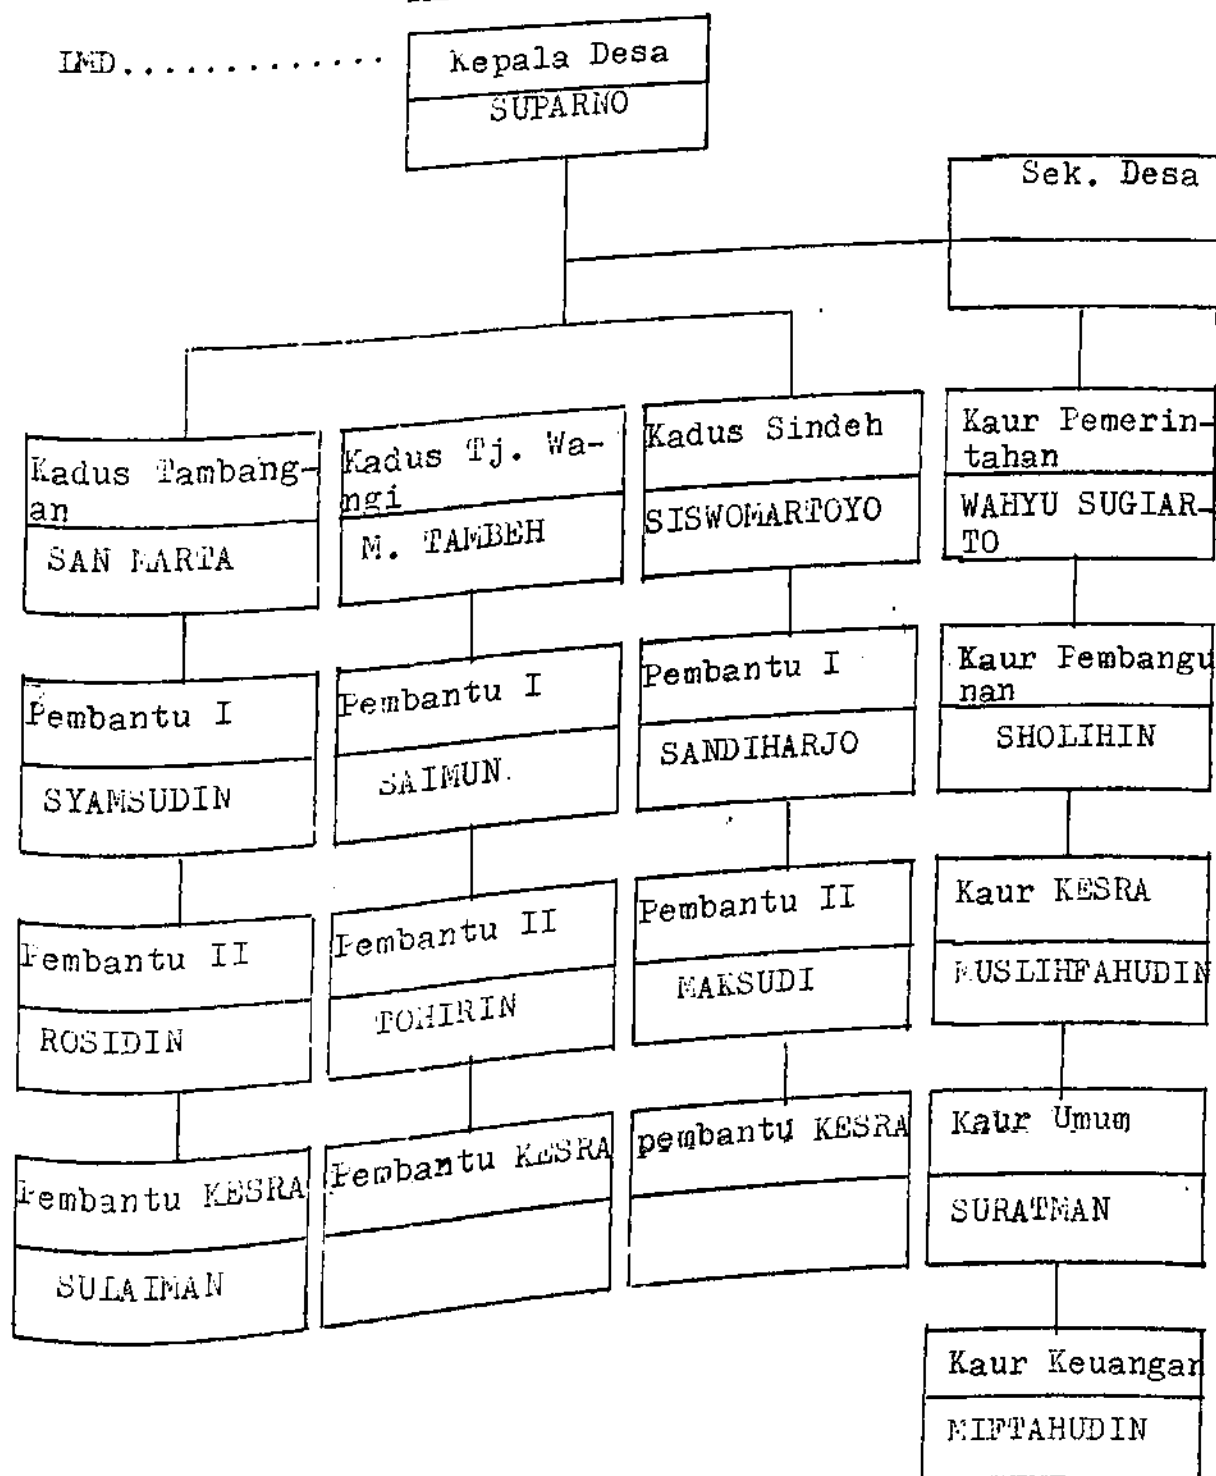 LMD.............
Kepala Desa
SUPARNO
Sek. Desa
Kadus Tambang-
an
SAN MARTA
Kadus Tj. Wa-
ngi
M. TAMBEH
Kadus Sindeh
SISWOMARTOYO
Kaur Pemerin-
tahan
WAHYU SUGIAR-
TO
Pembantu I
SYAMSUDIN
Pembantu I
SAIMUN.
Pembantu I
SANDIHARJO
Kaur Pembangu
nan
SHOLIHIN
Pembantu II
ROSIDIN
Pembantu II
TOHIRIN
Pembantu II
MAKSUDI
Kaur KESRA
MUSLIHFAHUDIN
Pembantu KESRA
SULAIMAN
Pembantu KESRA
pembantu KESRA
Kaur Umum
SURATMAN
Kaur Keuangan
MIFTAHUDIN